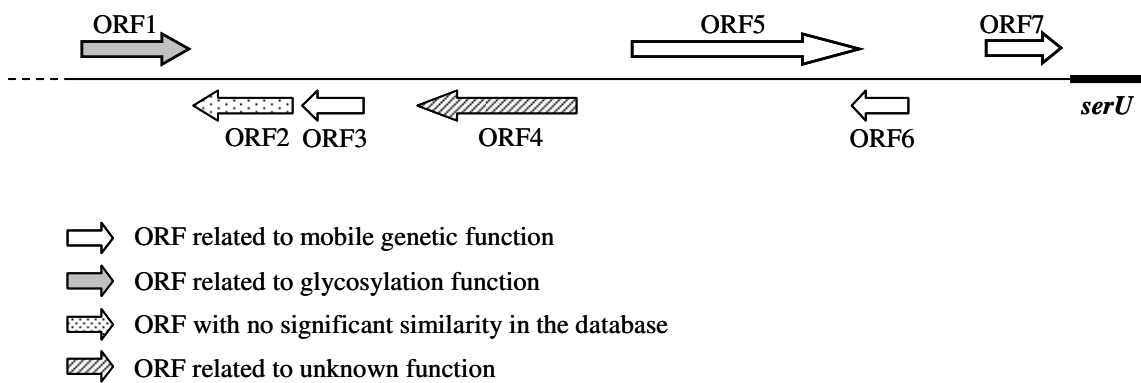 ORF1 ORF5 ORF7
ORF2 ORF3 ORF4 ORF6 serU
ORF related to mobile genetic function
ORF related to glycosylation function
ORF with no significant similarity in the database
ORF related to unknown function